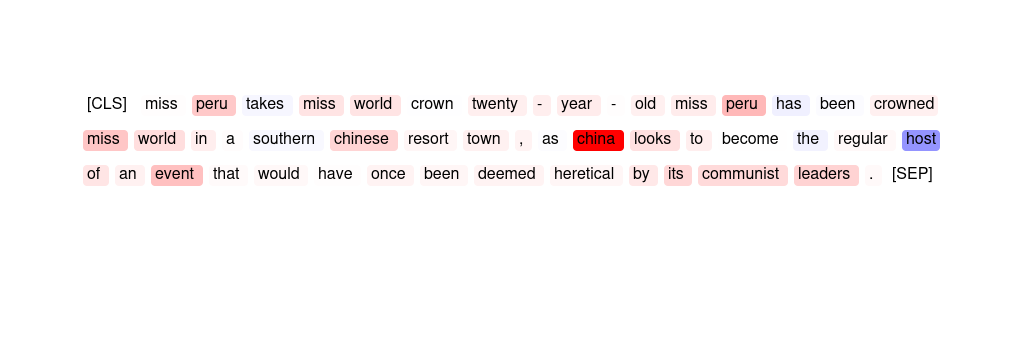 [CLS] miss peru takes miss world crown twenty - year - old miss peru has been crowned
miss world in a southern chinese resort town , as china looks to become the regular host
of an event that would have once been deemed heretical by its communist leaders . [SEP]